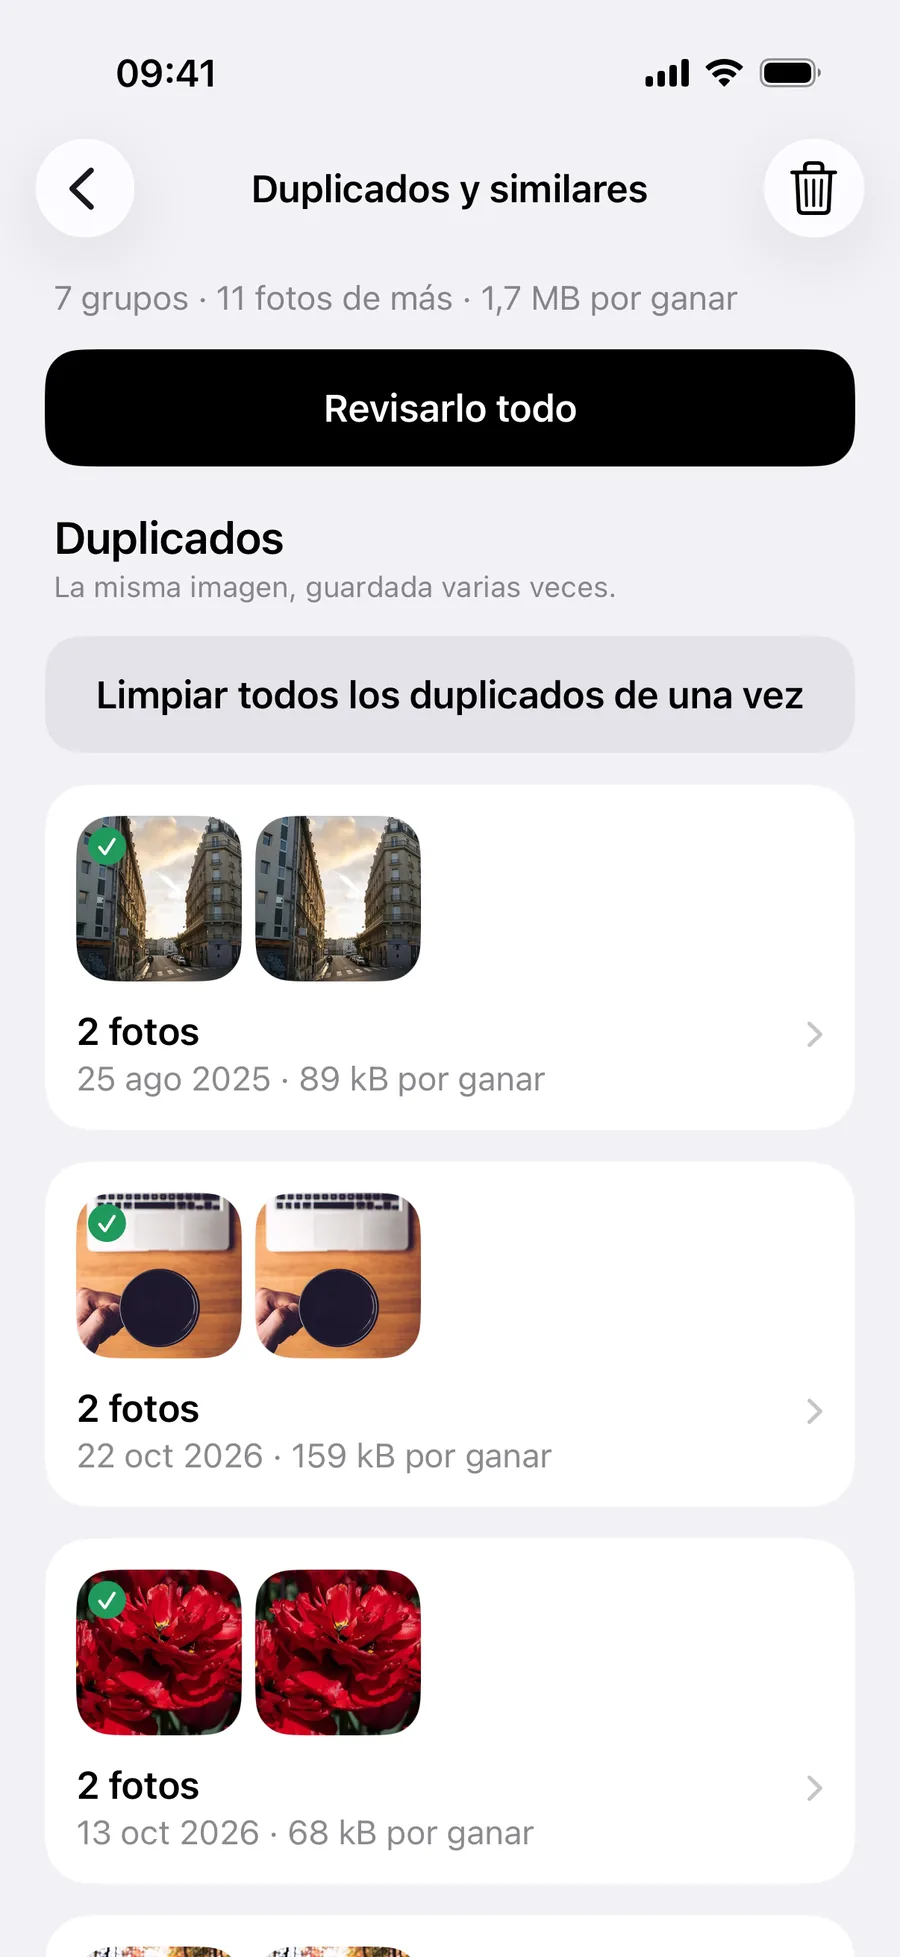 09:41
Duplicados y similares
7 grupos · 11 fotos de más · 1,7 MB por ganar
Revisarlo todo
Duplicados
La misma imagen, guardada varias veces.
Limpiar todos los duplicados de una vez
2 fotos
25 ago 2025 · 89 kB por ganar
2 fotos
22 oct 2026 · 159 kB por ganar
2 fotos
13 oct 2026 · 68 kB por ganar